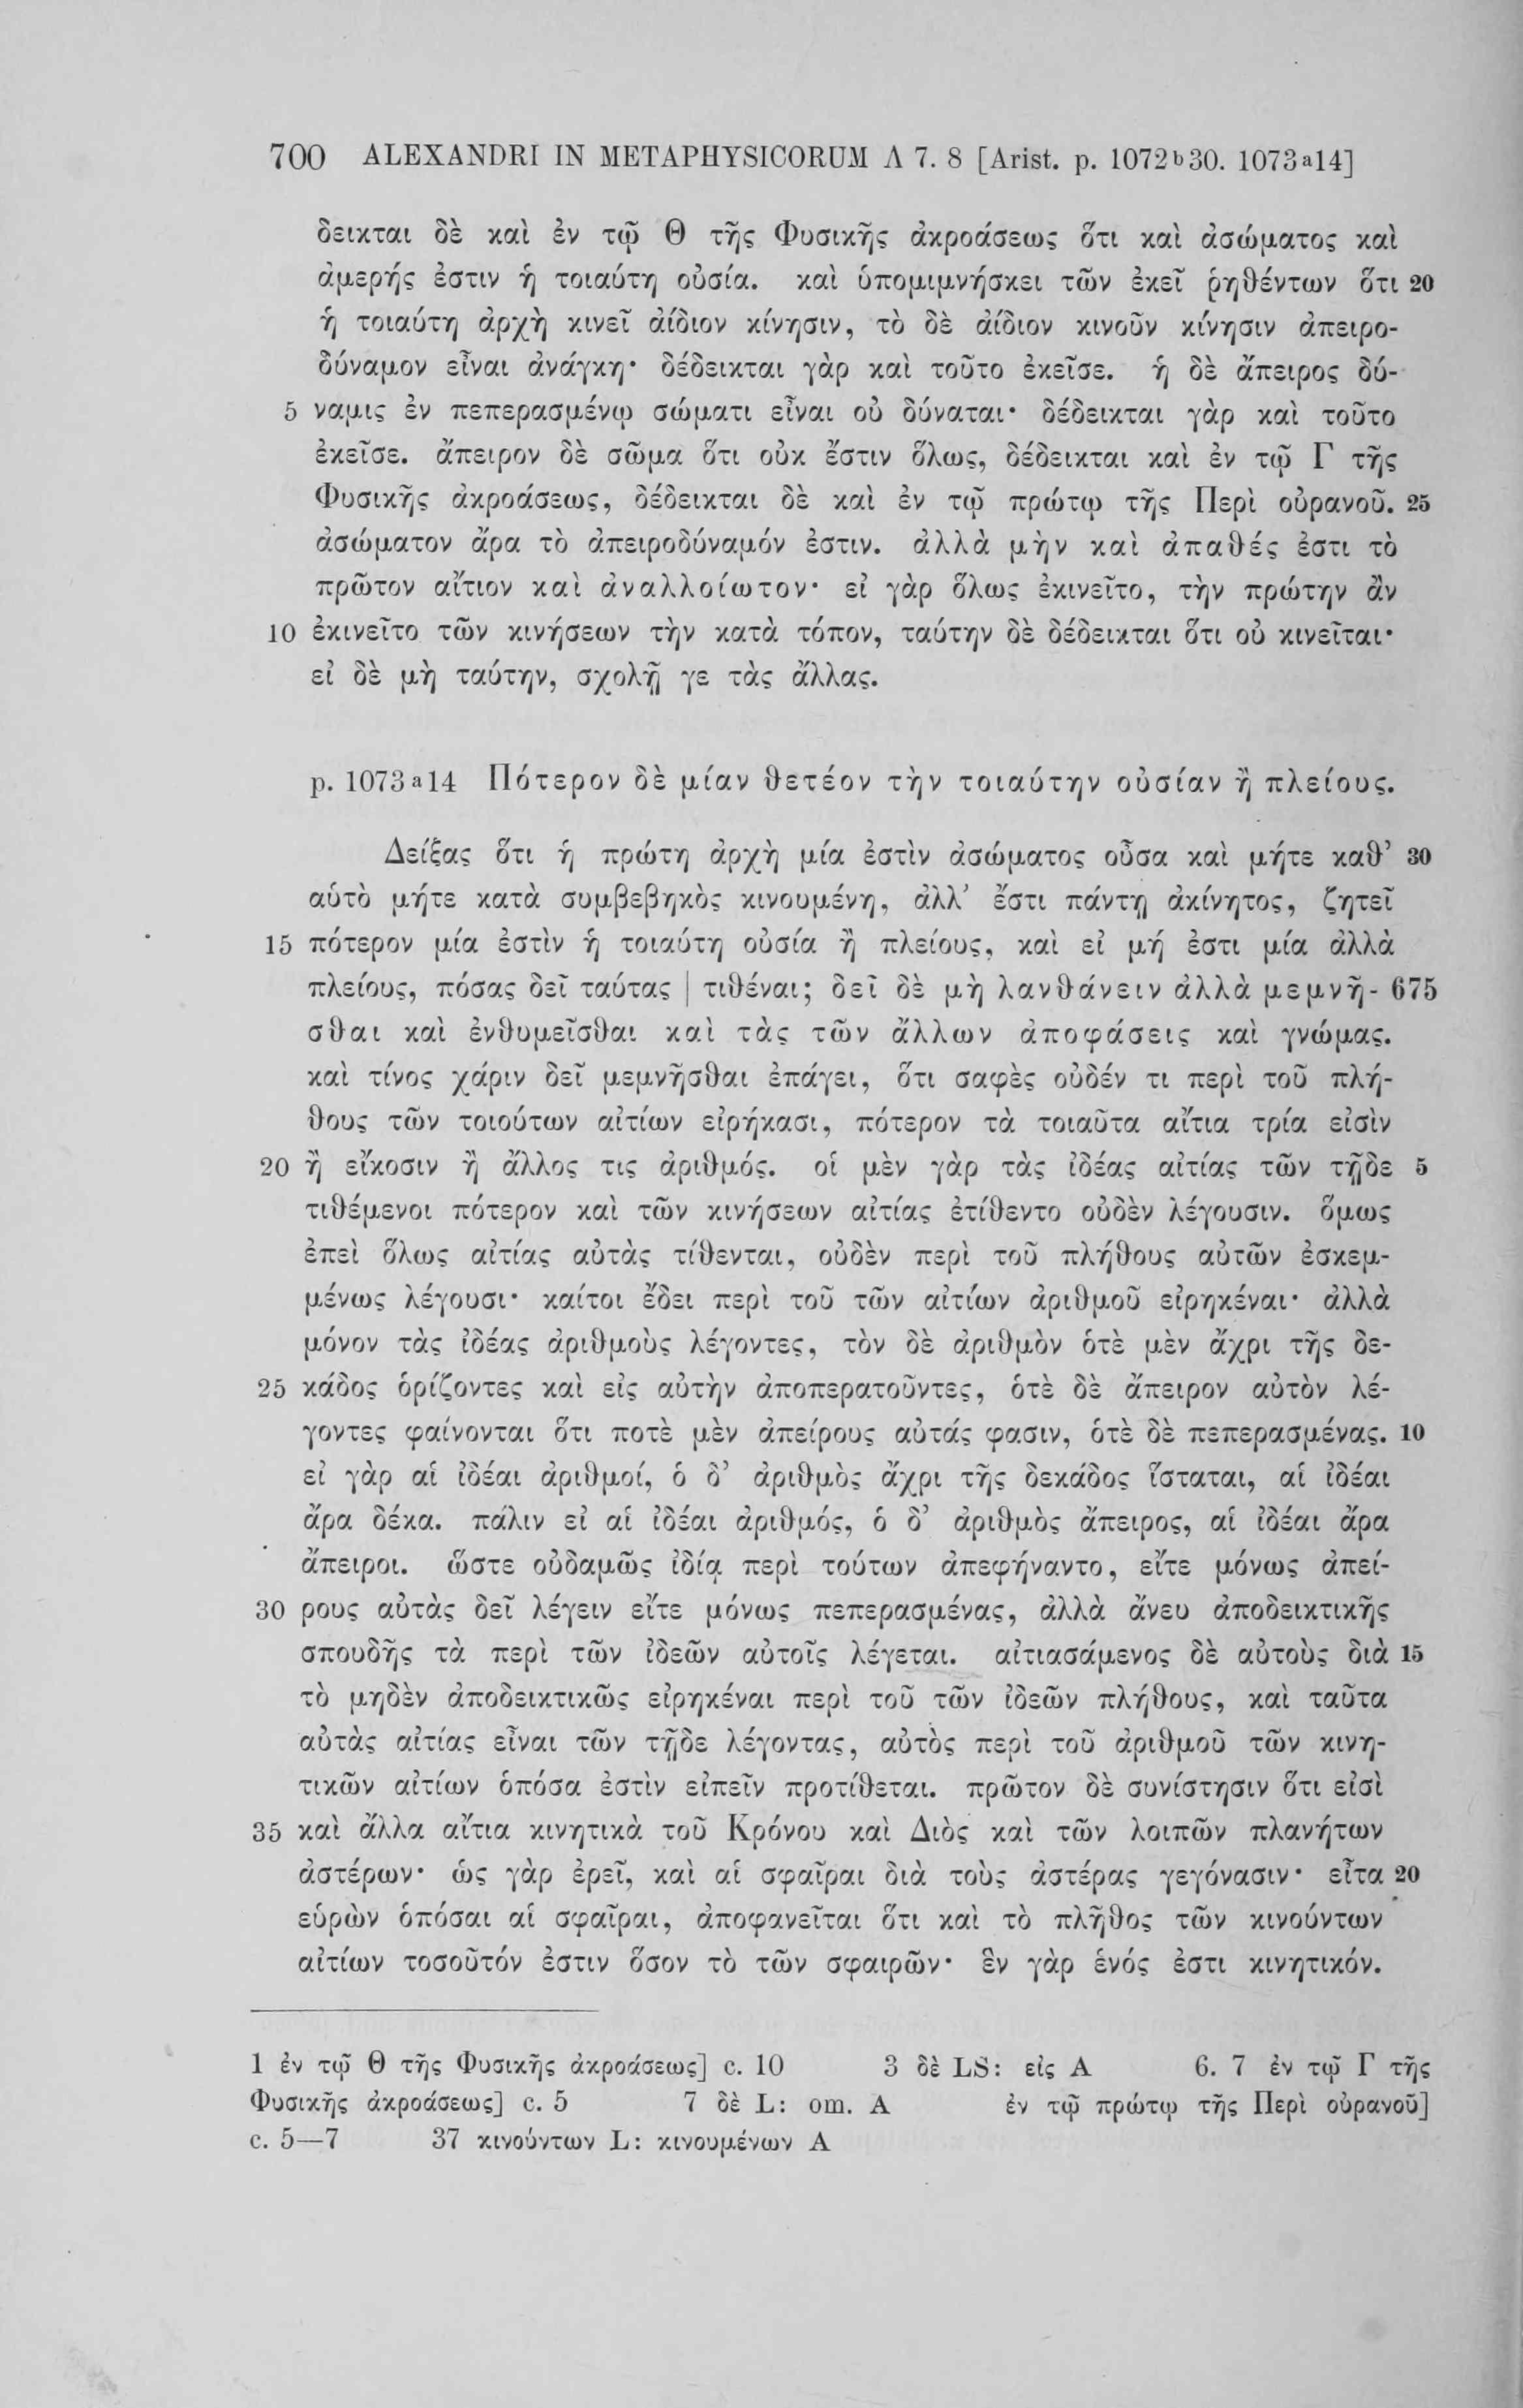 700 ALEXANDRI IN METAPHYSICORUM Λ 7. 8 [Arist. p. 1072ᵇ30. 1073ᵃ14]
δεικται δὲ καὶ ἐν τῷ Θ τῆς Φυσικῆς ἀκροάσεως ὅτι καὶ ἀσώματος καὶ
ἀμερής ἐστιν ἡ τοιαύτη οὐσία. καὶ ὑπομιμνήσκει τῶν ἐκεῖ ῥηθέντων ὅτι 20
ἡ τοιαύτη ἀρχὴ κινεῖ ἀίδιον κίνησιν, τὸ δὲ ἀίδιον κινοῦν κίνησιν ἀπειρο-
δύναμον εἶναι ἀνάγκη· δέδεικται γὰρ καὶ τοῦτο ἐκεῖσε. ἡ δὲ ἄπειρος δύ-
5 ναμις ἐν πεπερασμένῳ σώματι εἶναι οὐ δύναται· δέδεικται γὰρ καὶ τοῦτο
ἐκεῖσε. ἄπειρον δὲ σῶμα ὅτι οὐκ ἔστιν ὅλως, δέδεικται καὶ ἐν τῷ Γ τῆς
Φυσικῆς ἀκροάσεως, δέδεικται δὲ καὶ ἐν τῷ πρώτῳ τῆς Περὶ οὐρανοῦ. 25
ἀσώματον ἄρα τὸ ἀπειροδύναμόν ἐστιν. ἀλλὰ μὴν καὶ ἀπαθές ἐστι τὸ
πρῶτον αἴτιον καὶ ἀναλλοίωτον· εἰ γὰρ ὅλως ἐκινεῖτο, τὴν πρώτην ἂν
10 ἐκινεῖτο τῶν κινήσεων τὴν κατὰ τόπον, ταύτην δὲ δέδεικται ὅτι οὐ κινεῖται·
εἰ δὲ μὴ ταύτην, σχολῇ γε τὰς ἄλλας.
p. 1073ᵃ14 Πότερον δὲ μίαν θετέον τὴν τοιαύτην οὐσίαν ἢ πλείους.
Δείξας ὅτι ἡ πρώτη ἀρχὴ μία ἐστὶν ἀσώματος οὖσα καὶ μήτε καθ’ 30
αὑτὸ μήτε κατὰ συμβεβηκὸς κινουμένη, ἀλλ’ ἔστι πάντῃ ἀκίνητος, ζητεῖ
15 πότερον μία ἐστὶν ἡ τοιαύτη οὐσία ἢ πλείους, καὶ εἰ μή ἐστι μία ἀλλὰ
πλείους, πόσας δεῖ ταύτας | τιθέναι; δεῖ δὲ μὴ λανθάνειν ἀλλὰ μεμνῆ- 675
σθαι καὶ ἐνθυμεῖσθαι καὶ τὰς τῶν ἄλλων ἀποφάσεις καὶ γνώμας.
καὶ τίνος χάριν δεῖ μεμνῆσθαι ἐπάγει, ὅτι σαφὲς οὐδέν τι περὶ τοῦ πλή-
θους τῶν τοιούτων αἰτίων εἰρήκασι, πότερον τὰ τοιαῦτα αἴτια τρία εἰσὶν
20 ἢ εἴκοσιν ἢ ἄλλος τις ἀριθμός. οἱ μὲν γὰρ τὰς ἰδέας αἰτίας τῶν τῇδε 5
τιθέμενοι πότερον καὶ τῶν κινήσεων αἰτίας ἐτίθεντο οὐδὲν λέγουσιν. ὅμως
ἐπεὶ ὅλως αἰτίας αὐτὰς τίθενται, οὐδὲν περὶ τοῦ πλήθους αὐτῶν ἐσκεμ-
μένως λέγουσι· καίτοι ἔδει περὶ τοῦ τῶν αἰτίων ἀριθμοῦ εἰρηκέναι· ἀλλὰ
μόνον τὰς ἰδέας ἀριθμοὺς λέγοντες, τὸν δὲ ἀριθμὸν ὁτὲ μὲν ἄχρι τῆς δε-
25 κάδος ὁρίζοντες καὶ εἰς αὐτὴν ἀποπερατοῦντες, ὁτὲ δὲ ἄπειρον αὐτὸν λέ-
γοντες φαίνονται ὅτι ποτὲ μὲν ἀπείρους αὐτάς φασιν, ὁτὲ δὲ πεπερασμένας. 10
εἰ γὰρ αἱ ἰδέαι ἀριθμοί, ὁ δ’ ἀριθμὸς ἄχρι τῆς δεκάδος ἵσταται, αἱ ἰδέαι
ἄρα δέκα. πάλιν εἰ αἱ ἰδέαι ἀριθμός, ὁ δ’ ἀριθμὸς ἄπειρος, αἱ ἰδέαι ἄρα
ἄπειροι. ὥστε οὐδαμῶς ἰδίᾳ περὶ τούτων ἀπεφήναντο, εἴτε μόνως ἀπεί-
30 ρους αὐτὰς δεῖ λέγειν εἴτε μόνως πεπερασμένας, ἀλλὰ ἄνευ ἀποδεικτικῆς
σπουδῆς τὰ περὶ τῶν ἰδεῶν αὐτοῖς λέγεται. αἰτιασάμενος δὲ αὐτοὺς διὰ 15
τὸ μηδὲν ἀποδεικτικῶς εἰρηκέναι περὶ τοῦ τῶν ἰδεῶν πλήθους, καὶ ταῦτα
αὐτὰς αἰτίας εἶναι τῶν τῇδε λέγοντας, αὐτὸς περὶ τοῦ ἀριθμοῦ τῶν κινη-
τικῶν αἰτίων ὁπόσα ἐστὶν εἰπεῖν προτίθεται. πρῶτον δὲ συνίστησιν ὅτι εἰσὶ
35 καὶ ἄλλα αἴτια κινητικὰ τοῦ Κρόνου καὶ Διὸς καὶ τῶν λοιπῶν πλανήτων
ἀστέρων· ὡς γὰρ ἐρεῖ, καὶ αἱ σφαῖραι διὰ τοὺς ἀστέρας γεγόνασιν· εἶτα 20
εὑρὼν ὁπόσαι αἱ σφαῖραι, ἀποφανεῖται ὅτι καὶ τὸ πλῆθος τῶν κινούντων
αἰτίων τοσοῦτόν ἐστιν ὅσον τὸ τῶν σφαιρῶν· ἓν γὰρ ἑνός ἐστι κινητικόν.
1 ἐν τῷ Θ τῆς Φυσικῆς ἀκροάσεως] c. 10 3 δὲ LS: εἰς A 6. 7 ἐν τῷ Γ τῆς
Φυσικῆς ἀκροάσεως] c. 5 7 δὲ L: om. A ἐν τῷ πρώτῳ τῆς Περὶ οὐρανοῦ]
c. 5—7 37 κινούντων L: κινουμένων A